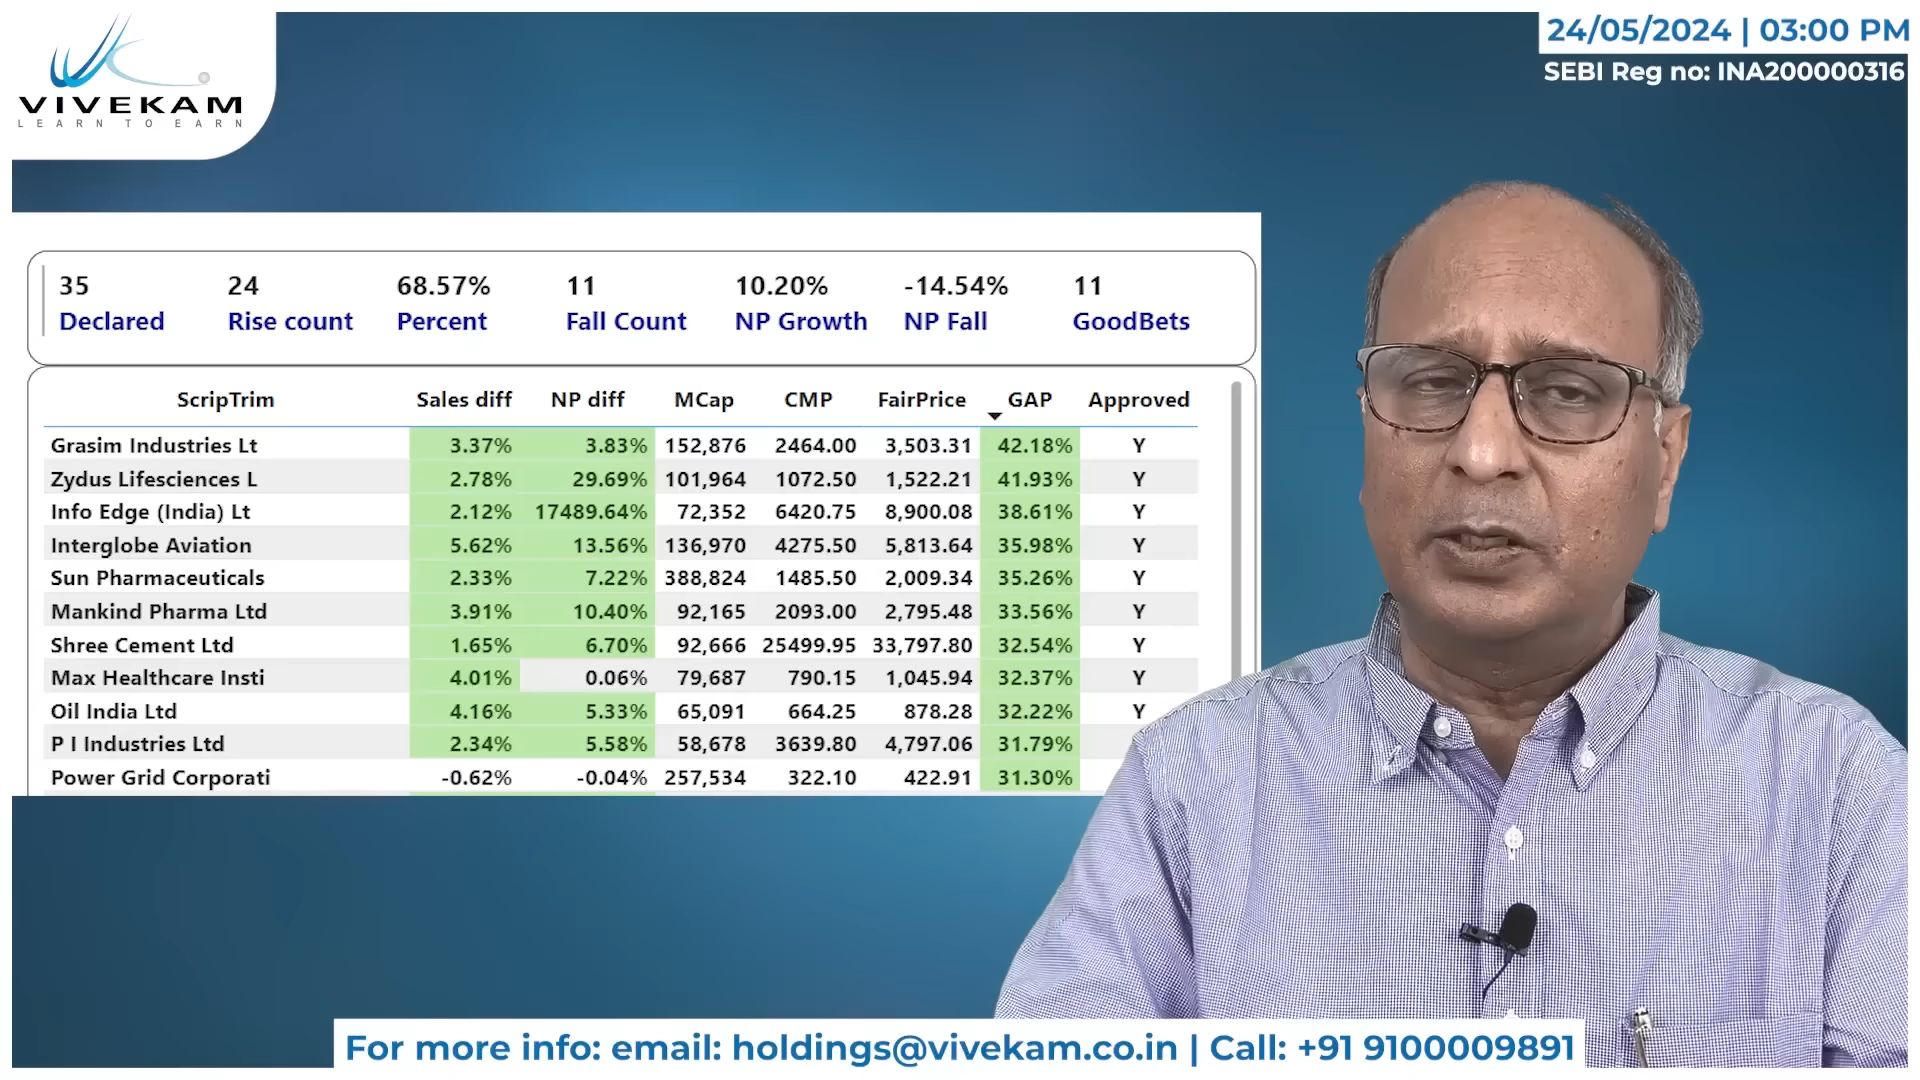 VIVEKAM
LEARN TO EARN
24/05/2024 | 03:00 PM
SEBI Reg no: INA200000316
35 24 68.57% 11 10.20% -14.54% 11
Declared Rise count Percent Fall Count NP Growth NP Fall GoodBets
ScripTrim Sales diff NP diff MCap CMP FairPrice GAP Approved
Grasim Industries Lt 3.37% 3.83% 152,876 2464.00 3,503.31 42.18% Y
Zydus Lifesciences L 2.78% 29.69% 101,964 1072.50 1,522.21 41.93% Y
Info Edge (India) Lt 2.12% 17489.64% 72,352 6420.75 8,900.08 38.61% Y
Interglobe Aviation 5.62% 13.56% 136,970 4275.50 5,813.64 35.98% Y
Sun Pharmaceuticals 2.33% 7.22% 388,824 1485.50 2,009.34 35.26% Y
Mankind Pharma Ltd 3.91% 10.40% 92,165 2093.00 2,795.48 33.56% Y
Shree Cement Ltd 1.65% 6.70% 92,666 25499.95 33,797.80 32.54% Y
Max Healthcare Insti 4.01% 0.06% 79,687 790.15 1,045.94 32.37% Y
Oil India Ltd 4.16% 5.33% 65,091 664.25 878.28 32.22% Y
P I Industries Ltd 2.34% 5.58% 58,678 3639.80 4,797.06 31.79%
Power Grid Corporati -0.62% -0.04% 257,534 322.10 422.91 31.30%
For more info: email: holdings@vivekam.co.in | Call: +91 9100009891